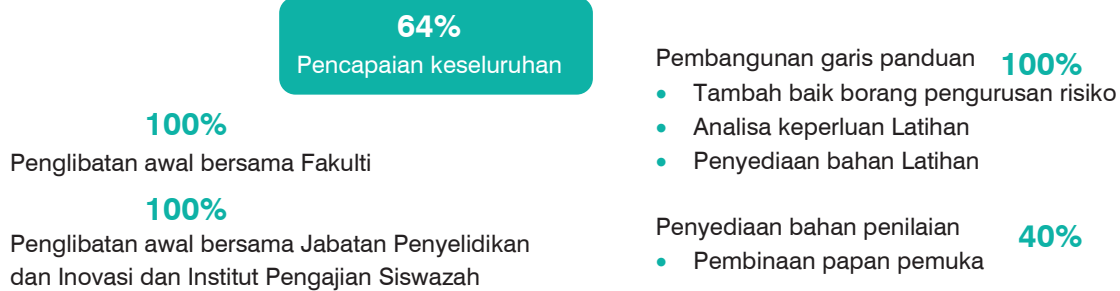 64%
Pencapaian keseluruhan
100%
Penglibatan awal bersama Fakulti
100%
Penglibatan awal bersama Jabatan Penyelidikan
dan Inovasi dan Institut Pengajian Siswazah
Pembangunan garis panduan 100%
• Tambah baik borang pengurusan risiko
• Analisa keperluan Latihan
• Penyediaan bahan Latihan
Penyediaan bahan penilaian 40%
• Pembinaan papan pemuka